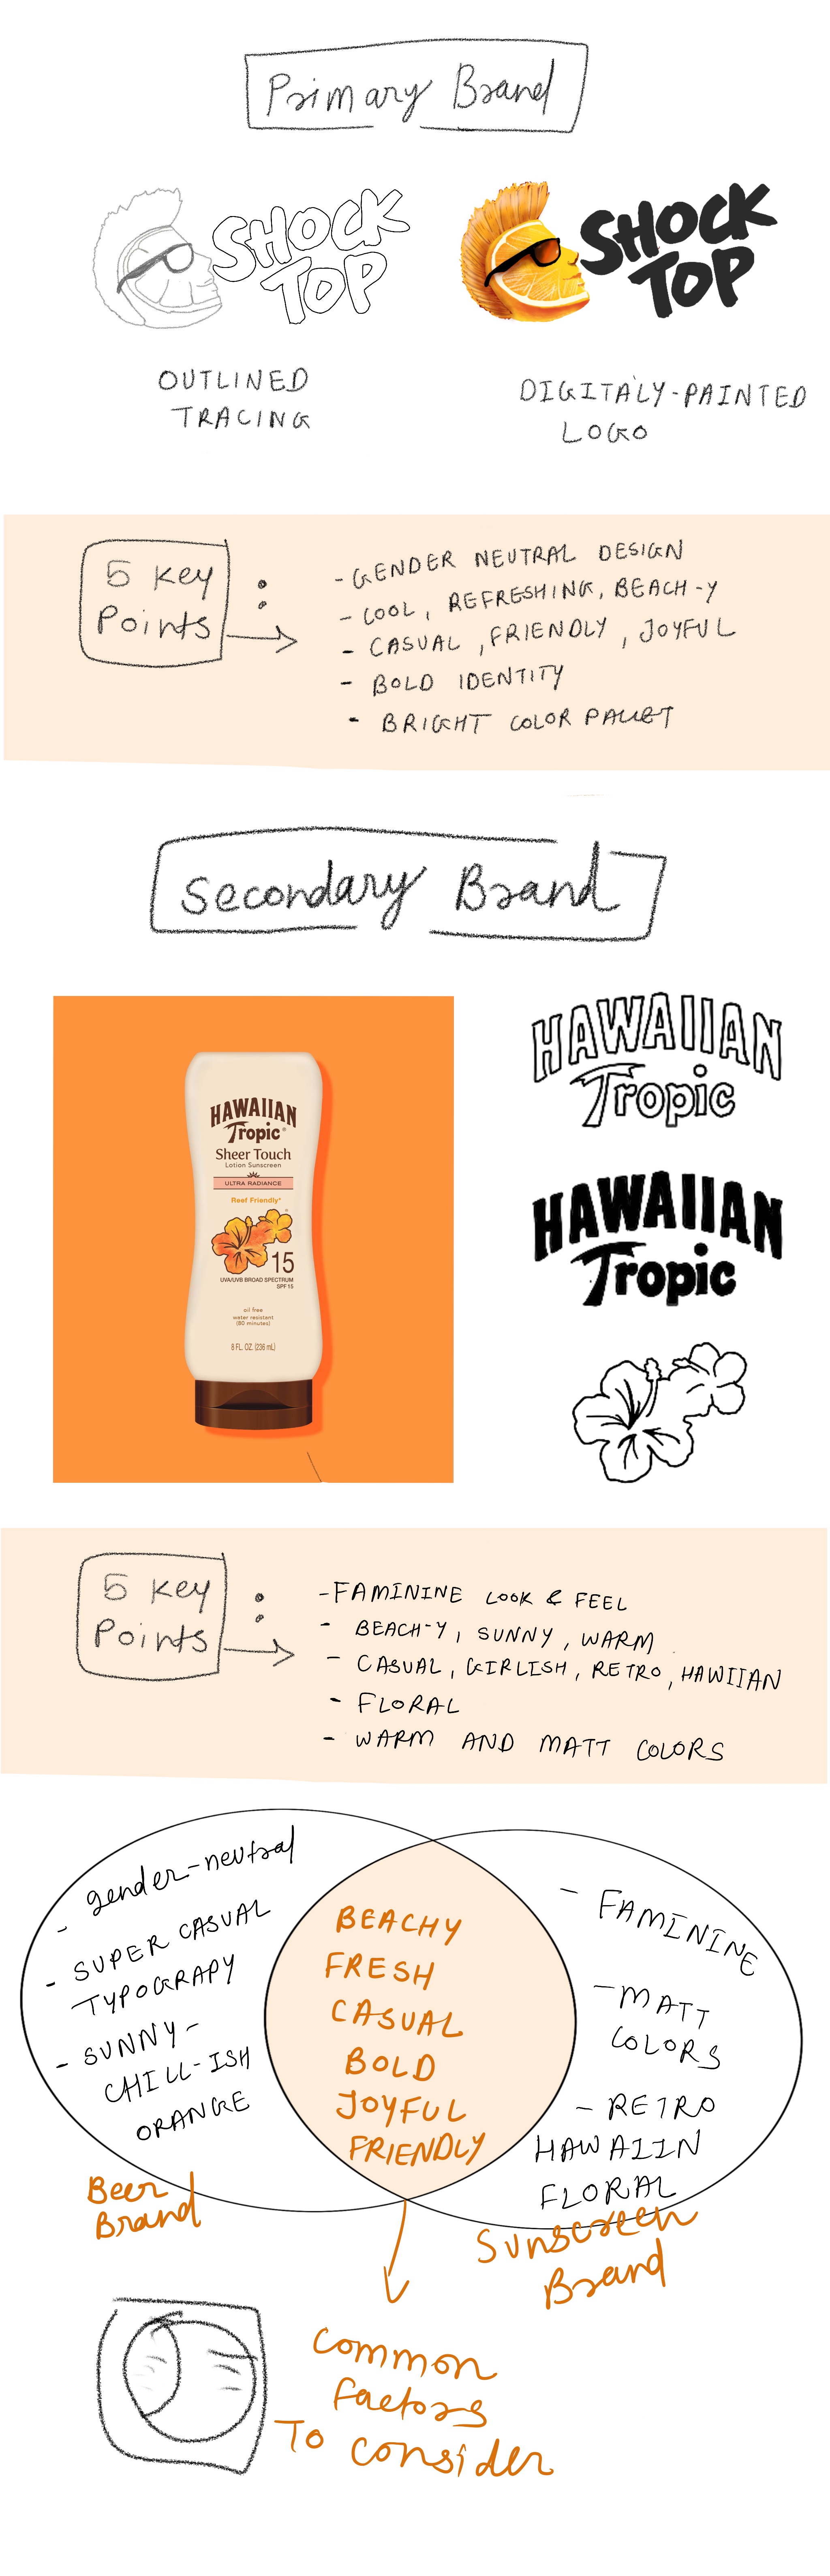 Primary Brand
SHOCK
TOP
SHOCK
TOP
OUTLINED
TRACING
DIGITALY-PAINTED
LOGO
5 Key
Points
:
- GENDER NEUTRAL DESIGN
- COOL, REFRESHING, BEACH-Y
- CASUAL, FRIENDLY, JOYFUL
- BOLD IDENTITY
- BRIGHT COLOR PALLET
Secondary Brand
HAWAIIAN
Tropic®
Sheer Touch
Lotion Sunscreen
ULTRA RADIANCE
Reef Friendly*
15
UVA/UVB BROAD SPECTRUM
SPF 15
oil free
water resistant
(80 minutes)
8 FL. OZ. (236 mL)
HAWAIIAN
Tropic
HAWAIIAN
Tropic
5 Key
Points
:
- FAMININE LOOK & FEEL
- BEACH-Y, SUNNY, WARM
- CASUAL, GIRLISH, RETRO, HAWIIAN
- FLORAL
- WARM AND MATT COLORS
- gender-neutral
- SUPER CASUAL
TYPOGRAPY
- SUNNY-
CHILL-ISH
ORANGE
Beer
Brand
BEACHY
FRESH
CASUAL
BOLD
JOYFUL
FRIENDLY
- FAMININE
- MATT
COLORS
- RETRO
HAWAIIN
FLORAL
Sunscreen
Brand
Common
factors
To consider